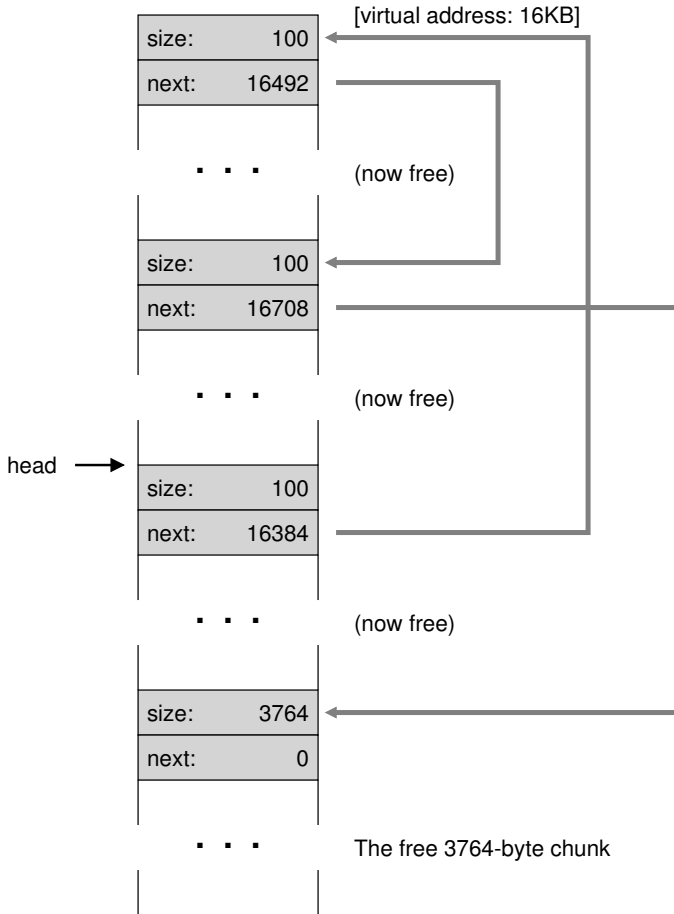 [virtual address: 16KB]
size: 100
next: 16492
. . . (now free)
size: 100
next: 16708
. . . (now free)
head
size: 100
next: 16384
. . . (now free)
size: 3764
next: 0
. . . The free 3764-byte chunk